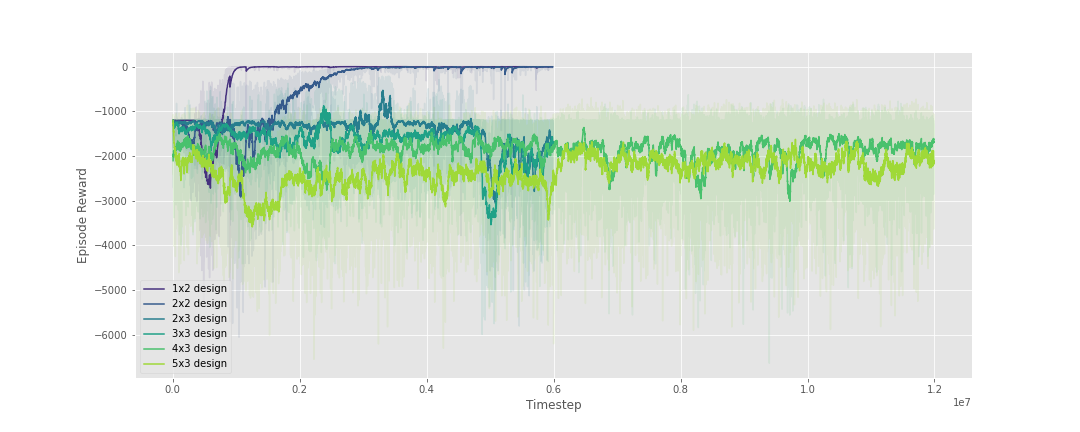 0
−1000
−2000
−3000
−4000
−5000
−6000
Episode Reward
1x2 design
2x2 design
2x3 design
3x3 design
4x3 design
5x3 design
0.0 0.2 0.4 0.6 0.8 1.0 1.2
Timestep
1e7